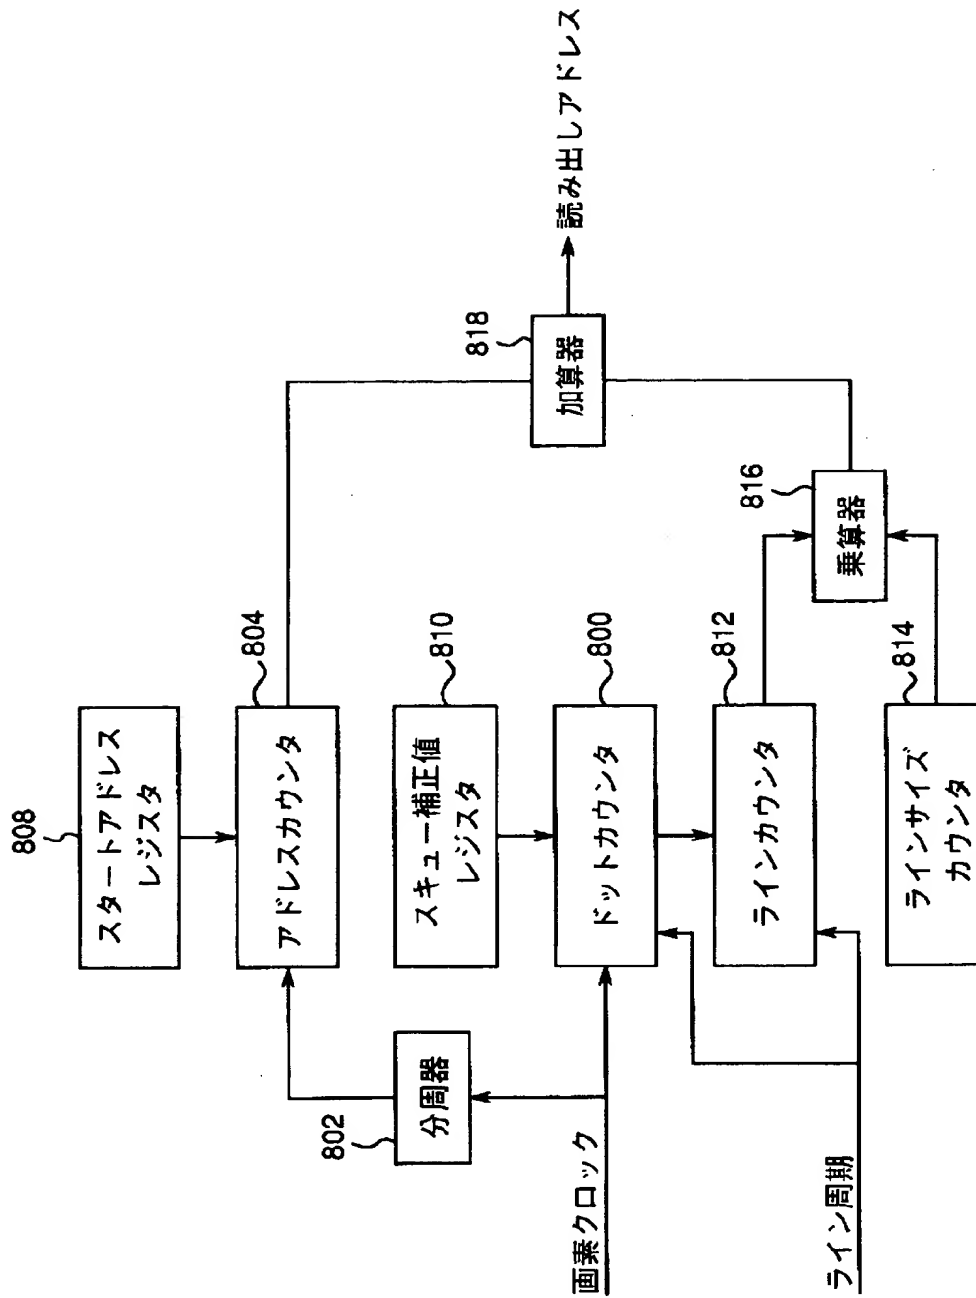 808
スタートアドレス
レジスタ
804
アドレスカウンタ
802
分周器
810
スキュー補正値
レジスタ
800
ドットカウンタ
画素クロック
812
ラインカウンタ
ライン周期
814
ラインサイズ
カウンタ
816
乗算器
818
加算器
読み出しアドレス